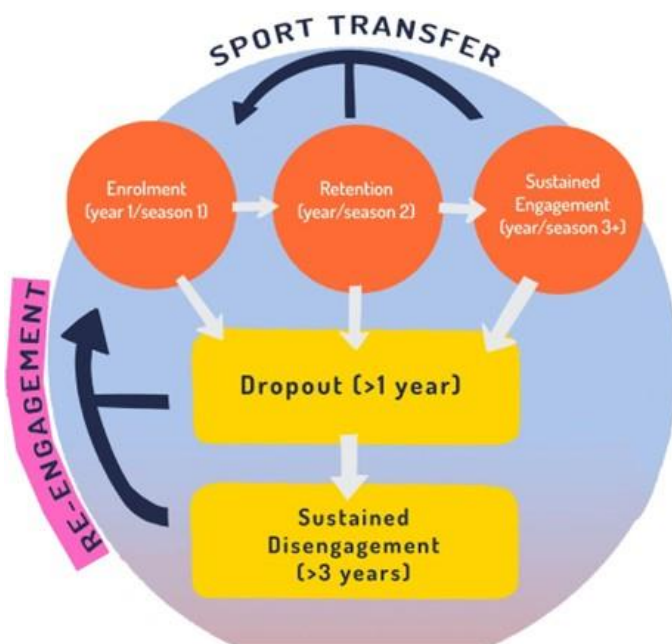 SPORT TRANSFER
Enrolment
(year 1/season 1)
Retention
(year/season 2)
Sustained
Engagement
(year/season 3+)
RE-ENGAGEMENT
Dropout (>1 year)
Sustained
Disengagement
(>3 years)